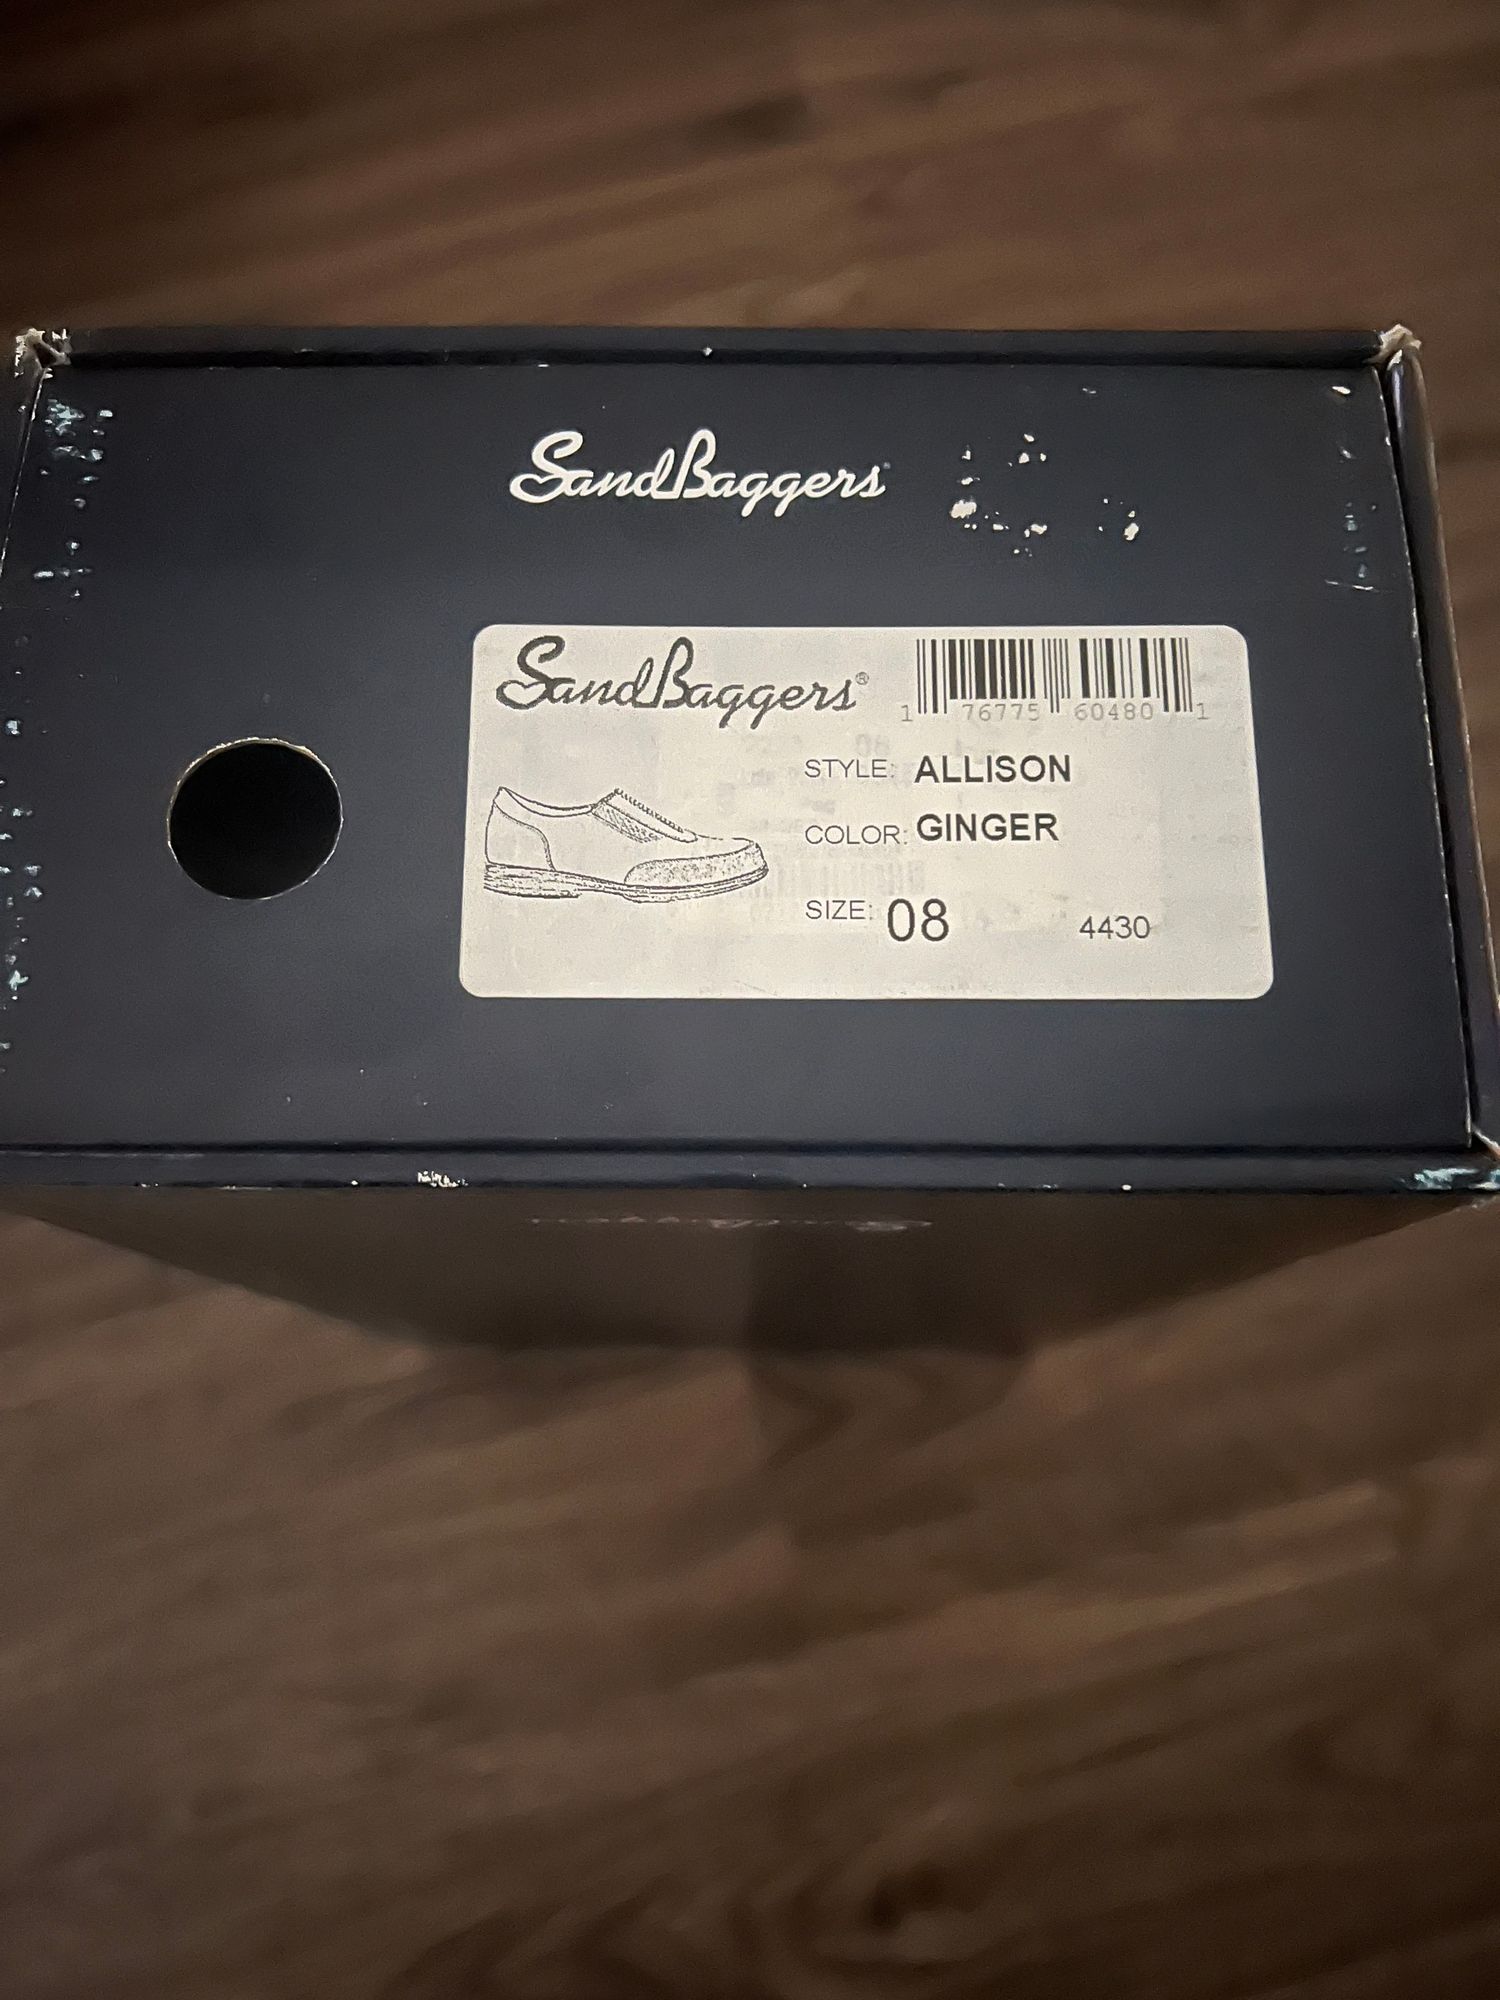 SandBaggers
SandBaggers®
1 76775 60480 1
STYLE: ALLISON
COLOR: GINGER
SIZE: 08 4430